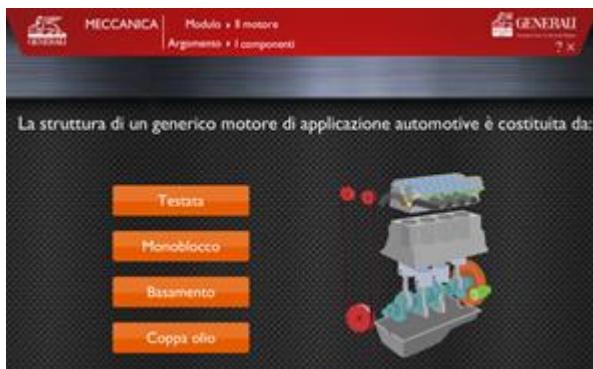 MECCANICA
Modulo › Il motore
Argomento › I componenti
GENERALI
GENERALI
? ×
La struttura di un generico motore di applicazione automotive è costituita da:
Testata
Monoblocco
Basamento
Coppa olio